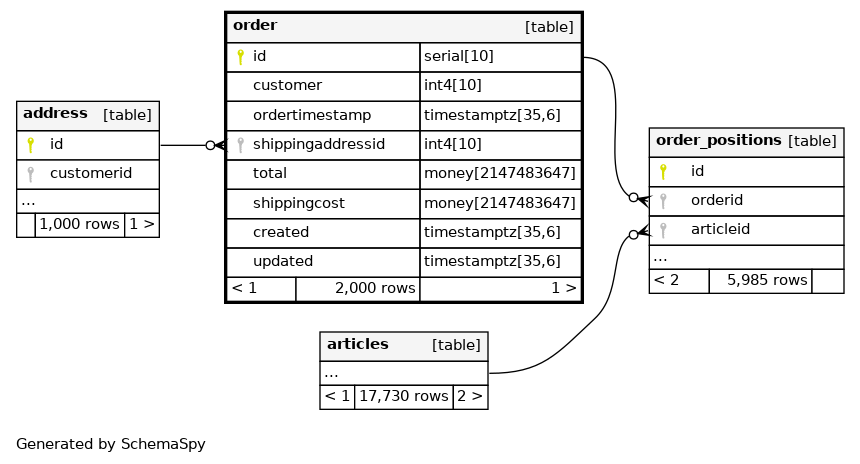 order [table]
id serial[10]
customer int4[10]
ordertimestamp timestamptz[35,6]
shippingaddressid int4[10]
total money[2147483647]
shippingcost money[2147483647]
created timestamptz[35,6]
updated timestamptz[35,6]
< 1 2,000 rows 1 >
address [table]
id
customerid
...
1,000 rows 1 >
order_positions [table]
id
orderid
articleid
...
< 2 5,985 rows
articles [table]
...
< 1 17,730 rows 2 >
Generated by SchemaSpy